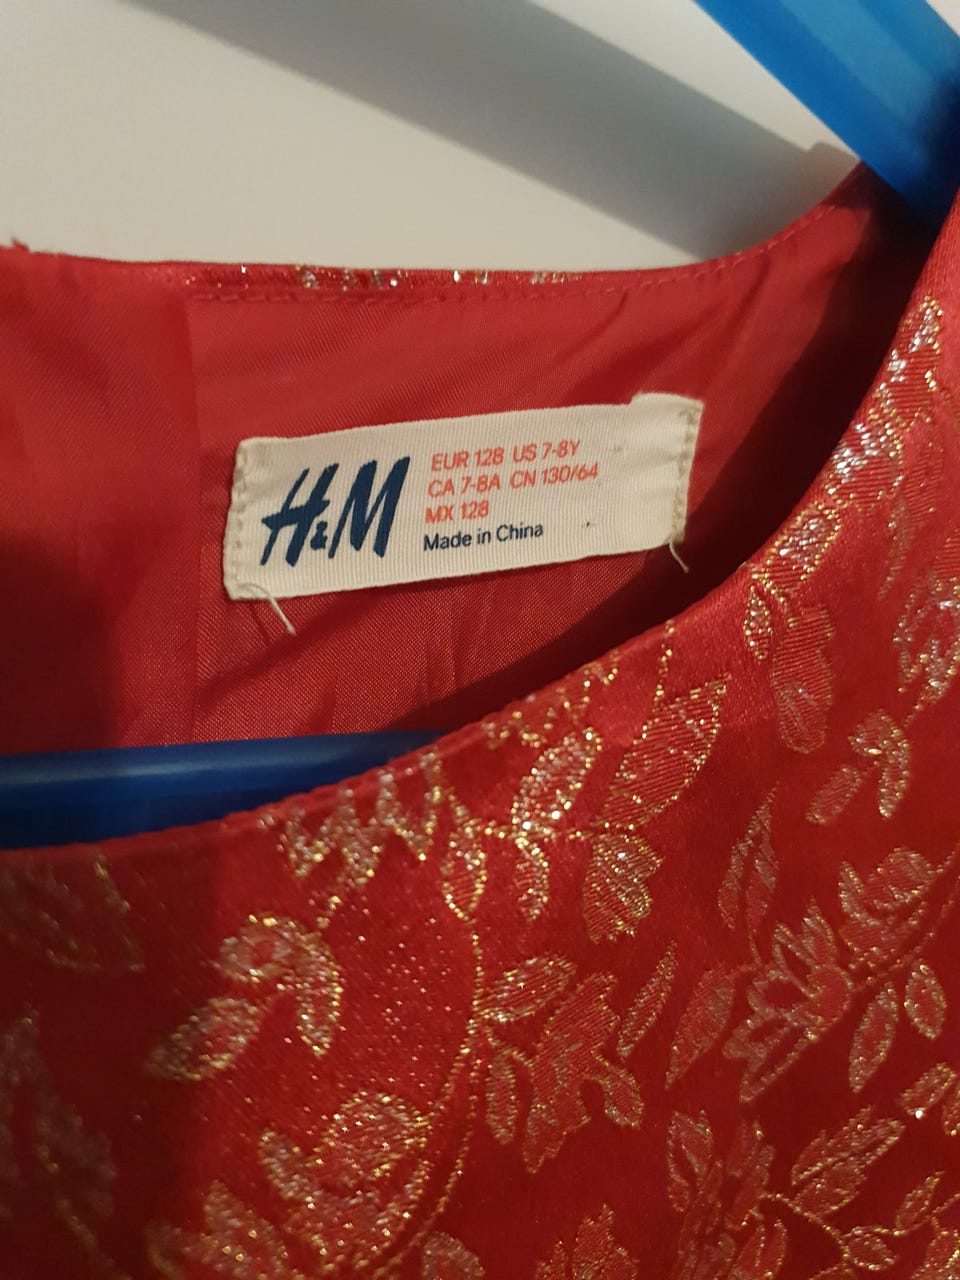 H&M
EUR 128 US 7-8Y
CA 7-8A CN 130/64
MX 128
Made in China